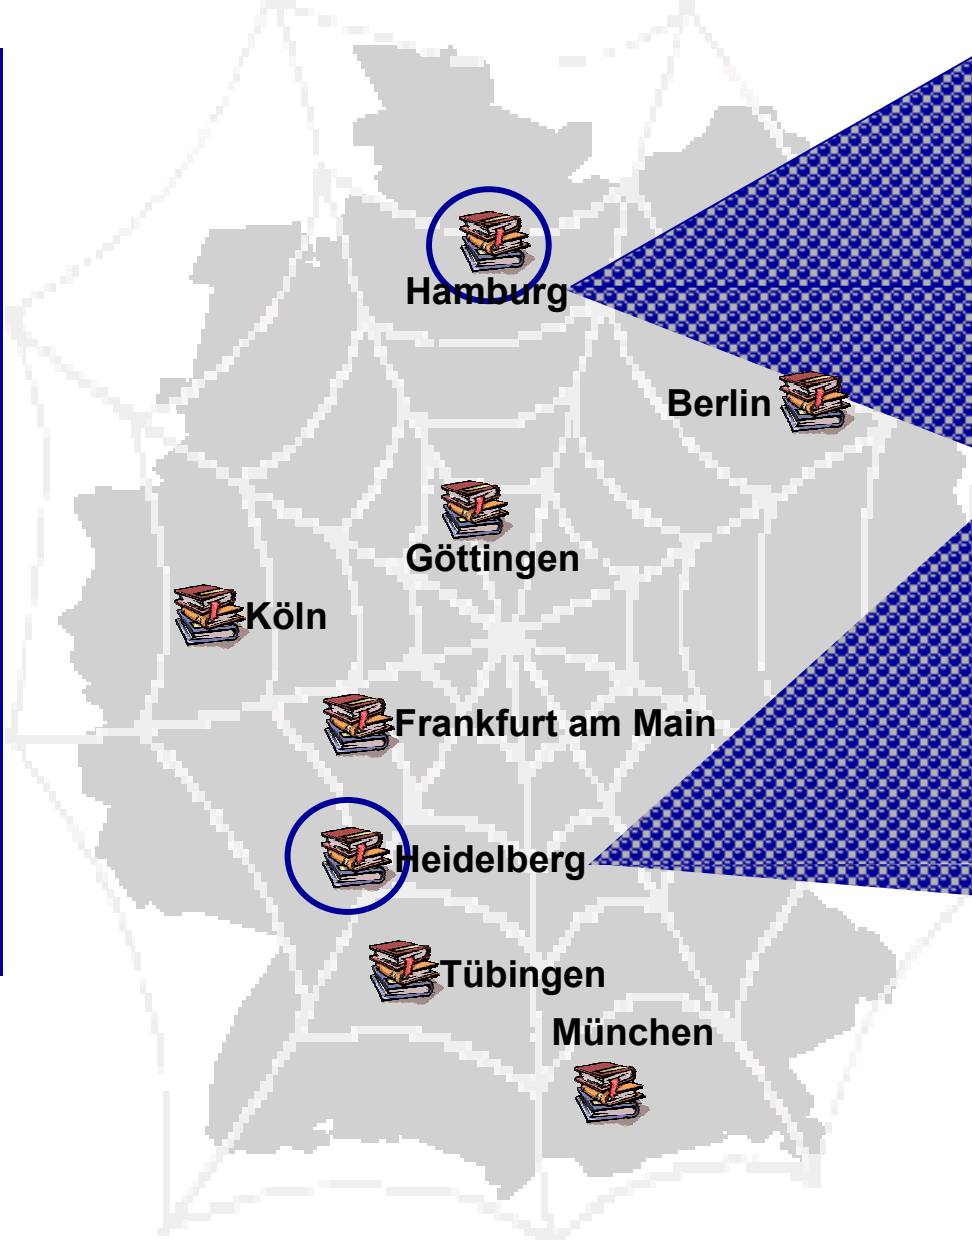 Hamburg
Berlin
Göttingen
Köln
Frankfurt am Main
Heidelberg
Tübingen
München